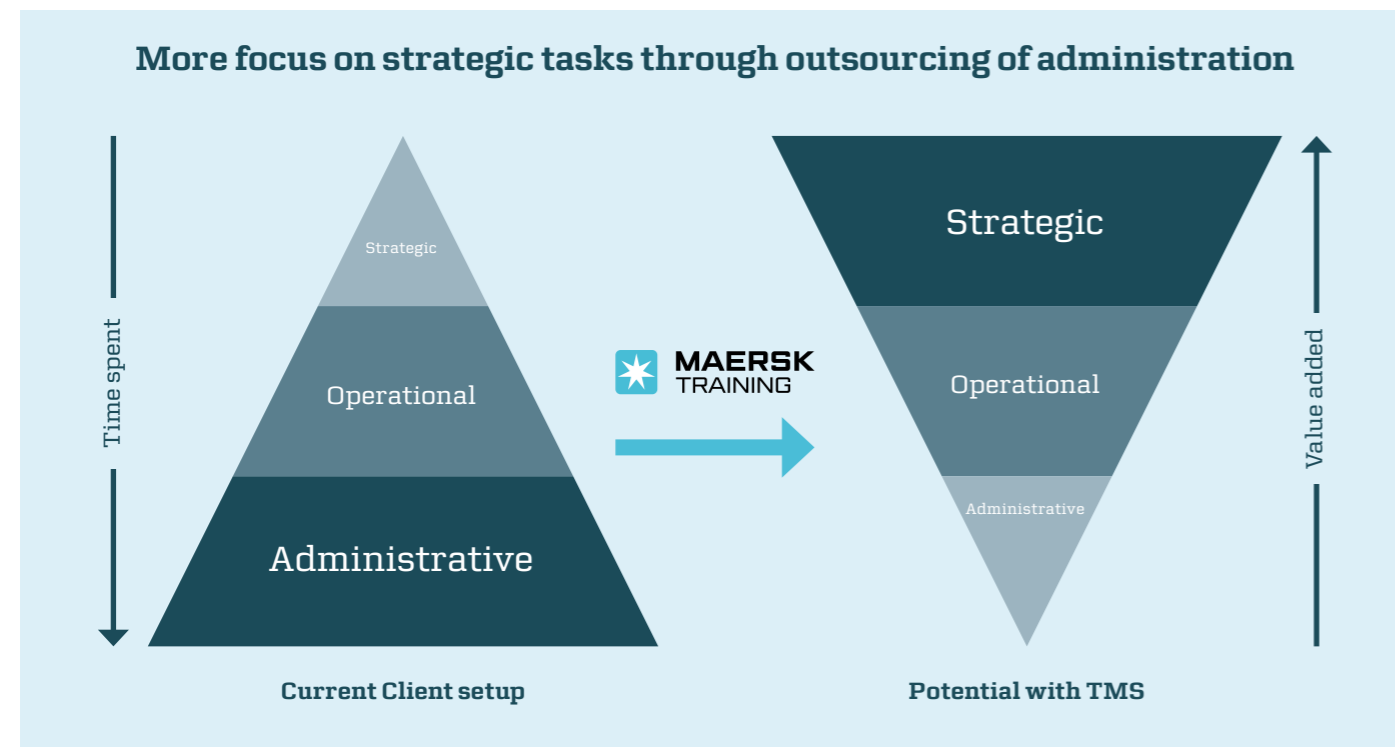 More focus on strategic tasks through outsourcing of administration
Time spent
Strategic
Operational
Administrative
Current Client setup
MAERSK
TRAINING
Strategic
Operational
Administrative
Potential with TMS
Value added